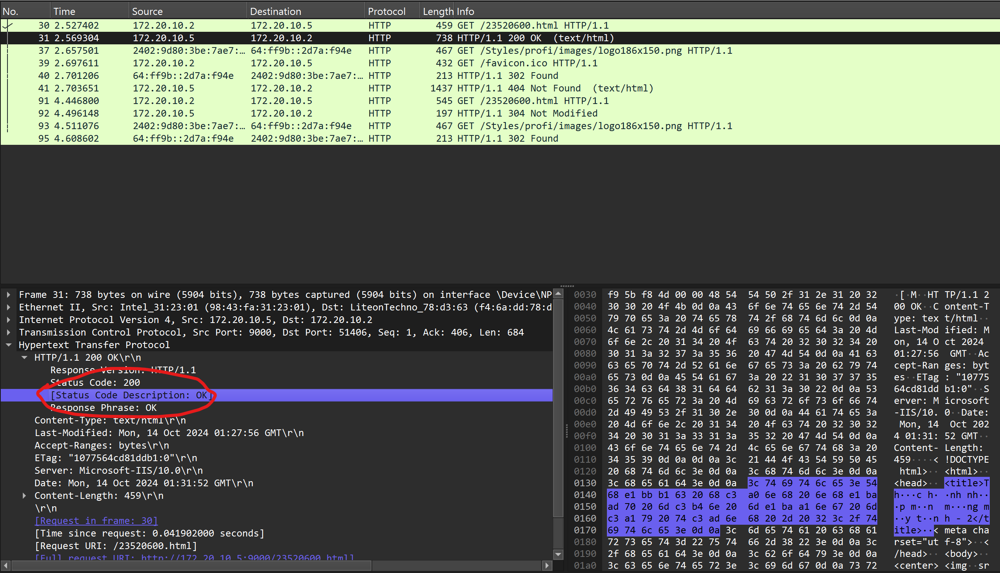 No. Time Source Destination Protocol Length Info
30 2.527402 172.20.10.2 172.20.10.5 HTTP 459 GET /23520600.html HTTP/1.1
31 2.569304 172.20.10.5 172.20.10.2 HTTP 738 HTTP/1.1 200 OK (text/html)
37 2.657501 2402:9d80:3be:7ae7:… 64:ff9b::2d7a:f94e HTTP 467 GET /Styles/profi/images/logo186x150.png HTTP/1.1
39 2.697611 172.20.10.2 172.20.10.5 HTTP 432 GET /favicon.ico HTTP/1.1
40 2.701206 64:ff9b::2d7a:f94e 2402:9d80:3be:7ae7:… HTTP 213 HTTP/1.1 302 Found
41 2.703651 172.20.10.5 172.20.10.2 HTTP 1437 HTTP/1.1 404 Not Found (text/html)
91 4.446800 172.20.10.2 172.20.10.5 HTTP 545 GET /23520600.html HTTP/1.1
92 4.496148 172.20.10.5 172.20.10.2 HTTP 197 HTTP/1.1 304 Not Modified
93 4.511076 2402:9d80:3be:7ae7:… 64:ff9b::2d7a:f94e HTTP 467 GET /Styles/profi/images/logo186x150.png HTTP/1.1
95 4.608602 64:ff9b::2d7a:f94e 2402:9d80:3be:7ae7:… HTTP 213 HTTP/1.1 302 Found
Frame 31: 738 bytes on wire (5904 bits), 738 bytes captured (5904 bits) on interface \Device\NP
Ethernet II, Src: Intel_31:23:01 (98:43:fa:31:23:01), Dst: LiteonTechno_78:d3:63 (f4:6a:dd:78:d
Internet Protocol Version 4, Src: 172.20.10.5, Dst: 172.20.10.2
Transmission Control Protocol, Src Port: 9000, Dst Port: 51406, Seq: 1, Ack: 406, Len: 684
Hypertext Transfer Protocol
HTTP/1.1 200 OK\r\n
Response Version: HTTP/1.1
Status Code: 200
[Status Code Description: OK]
Response Phrase: OK
Content-Type: text/html\r\n
Last-Modified: Mon, 14 Oct 2024 01:27:56 GMT\r\n
Accept-Ranges: bytes\r\n
ETag: "1077564cd81ddb1:0"\r\n
Server: Microsoft-IIS/10.0\r\n
Date: Mon, 14 Oct 2024 01:31:52 GMT\r\n
Content-Length: 459\r\n
\r\n
[Request in frame: 30]
[Time since request: 0.041902000 seconds]
[Request URI: /23520600.html]
[Full request URI: http://172.20.10.5:9000/23520600.html]
0030 f9 5b f8 4d 00 00 48 54 54 50 2f 31 2e 31 20 32 ·[·M··HT TP/1.1 2
0040 30 30 20 4f 4b 0d 0a 43 6f 6e 74 65 6e 74 2d 54 00 OK··C ontent-T
0050 79 70 65 3a 20 74 65 78 74 2f 68 74 6d 6c 0d 0a ype: tex t/html··
0060 4c 61 73 74 2d 4d 6f 64 69 66 69 65 64 3a 20 4d Last-Mod ified: M
0070 6f 6e 2c 20 31 34 20 4f 63 74 20 32 30 32 34 20 on, 14 O ct 2024
0080 30 31 3a 32 37 3a 35 36 20 47 4d 54 0d 0a 41 63 01:27:56 GMT··Ac
0090 63 65 70 74 2d 52 61 6e 67 65 73 3a 20 62 79 74 cept-Ran ges: byt
00a0 65 73 0d 0a 45 54 61 67 3a 20 22 31 30 37 37 35 es··ETag : "10775
00b0 36 34 63 64 38 31 64 64 62 31 3a 30 22 0d 0a 53 64cd81dd b1:0"··S
00c0 65 72 76 65 72 3a 20 4d 69 63 72 6f 73 6f 66 74 erver: M icrosoft
00d0 2d 49 49 53 2f 31 30 2e 30 0d 0a 44 61 74 65 3a -IIS/10. 0··Date:
00e0 20 4d 6f 6e 2c 20 31 34 20 4f 63 74 20 32 30 32 Mon, 14 Oct 202
00f0 34 20 30 31 3a 33 31 3a 35 32 20 47 4d 54 0d 0a 4 01:31: 52 GMT··
0100 43 6f 6e 74 65 6e 74 2d 4c 65 6e 67 74 68 3a 20 Content- Length:
0110 34 35 39 0d 0a 0d 0a 3c 21 44 4f 43 54 59 50 45 459····< !DOCTYPE
0120 20 68 74 6d 6c 3e 0d 0a 3c 68 74 6d 6c 3e 0d 0a html>·· <html>··
0130 3c 68 65 61 64 3e 0d 0a 3c 74 69 74 6c 65 3e 54 <head>·· <title>T
0140 68 e1 bb b1 63 20 68 c3 a0 6e 68 20 6e 68 e1 ba h···c h· ·nh nh··
0150 ad 70 20 6d c3 b4 6e 20 6d e1 ba a1 6e 67 20 6d ·p m··n m···ng m
0160 c3 a1 79 20 74 c3 ad 6e 68 20 2d 20 32 3c 2f 74 ··y t··n h - 2</t
0170 69 74 6c 65 3e 0d 0a 3c 6d 65 74 61 20 63 68 61 itle>··< meta cha
0180 72 73 65 74 3d 22 75 74 66 2d 38 22 3e 0d 0a 3c rset="ut f-8">··<
0190 2f 68 65 61 64 3e 0d 0a 3c 62 6f 64 79 3e 0d 0a /head>·· <body>··
01a0 3c 63 65 6e 74 65 72 3e 3c 69 6d 67 0d 0a 73 72 <center> <img··sr